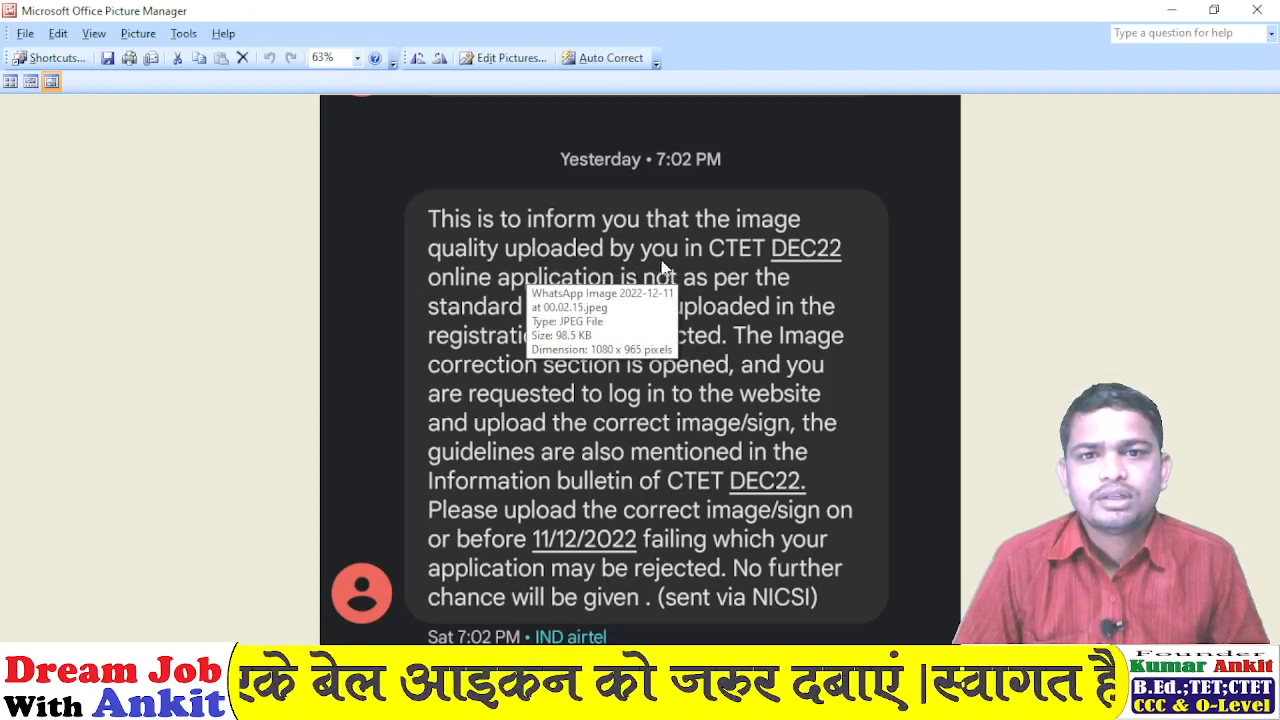 Microsoft Office Picture Manager
File Edit View Picture Tools Help
Type a question for help
Shortcuts... 63% Edit Pictures... Auto Correct
Yesterday • 7:02 PM
This is to inform you that the image
quality uploaded by you in CTET DEC22
online application is not as per the
standard uploaded in the
WhatsApp Image 2022-12-11
at 00.02.15.jpeg
Type: JPEG File
Size: 98.5 KB
Dimension: 1080 x 965 pixels
registrati cted. The Image
correction section is opened, and you
are requested to log in to the website
and upload the correct image/sign, the
guidelines are also mentioned in the
Information bulletin of CTET DEC22.
Please upload the correct image/sign on
or before 11/12/2022 failing which your
application may be rejected. No further
chance will be given . (sent via NICSI)
Sat 7:02 PM • IND airtel
Dream Job
With Ankit
बेल आइकन को जरुर दबाएं |स्वागत है
Founder
Kumar Ankit
B.Ed.;TET;CTET
CCC & O-Level